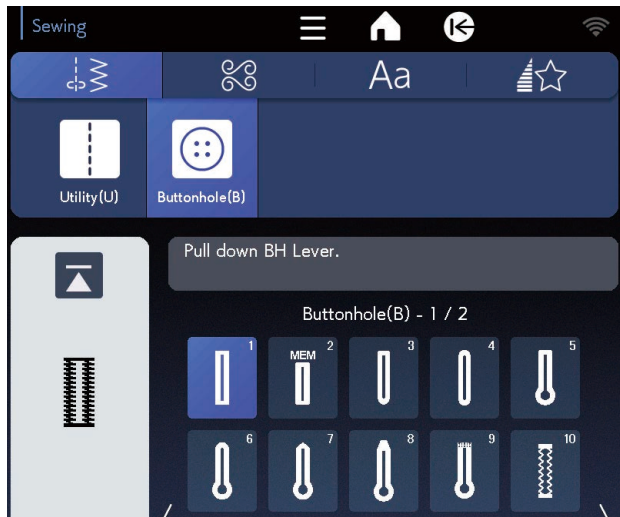 Sewing
Aa
Utility(U)
Buttonhole(B)
Pull down BH Lever.
Buttonhole(B) - 1 / 2
1
MEM 2
3
4
5
6
7
8
9
10